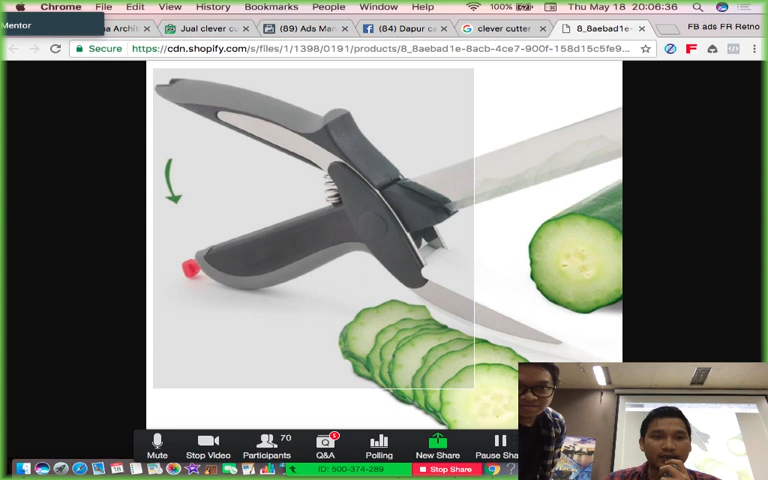 Chrome File Edit View History Bookmarks People Window Help 100% Thu May 18 20:06:36
Mentor
Archit Jual clever cu (89) Ads Man (84) Dapur ca clever cutter 8_8aebad1e- FB ads FR Retno
Secure https://cdn.shopify.com/s/files/1/1398/0191/products/8_8aebad1e-8acb-4ce7-900f-158d15c5fe9...
70
Mute Stop Video Participants Q&A Polling New Share Pause Sha
ID: 500-374-289 Stop Share